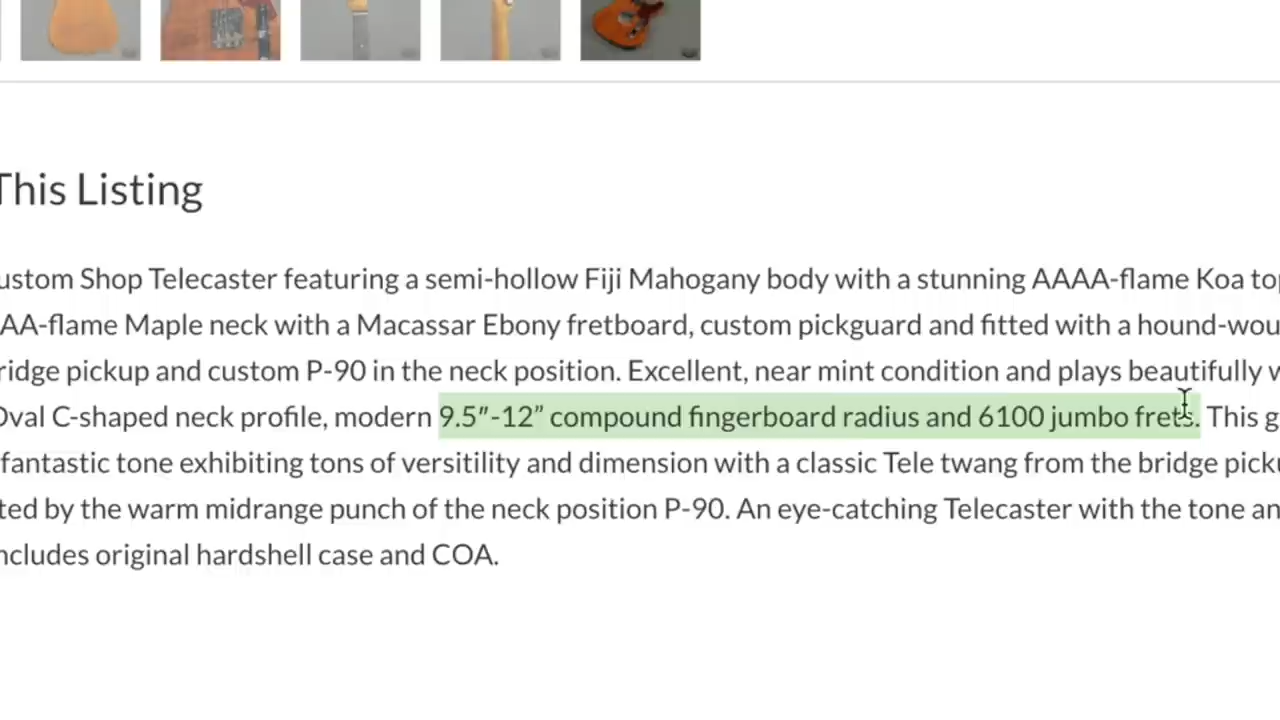 This Listing
ustom Shop Telecaster featuring a semi-hollow Fiji Mahogany body with a stunning AAAA-flame Koa top
AA-flame Maple neck with a Macassar Ebony fretboard, custom pickguard and fitted with a hound-wou
ridge pickup and custom P-90 in the neck position. Excellent, near mint condition and plays beautifully w
Oval C-shaped neck profile, modern 9.5″-12” compound fingerboard radius and 6100 jumbo frets. This g
fantastic tone exhibiting tons of versitility and dimension with a classic Tele twang from the bridge picku
ted by the warm midrange punch of the neck position P-90. An eye-catching Telecaster with the tone an
ncludes original hardshell case and COA.